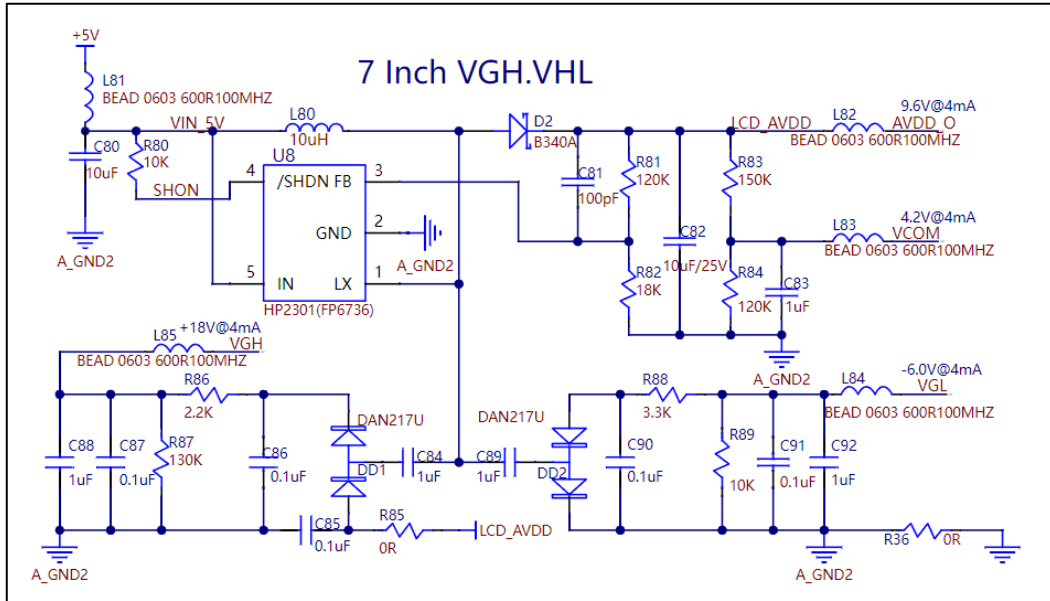 +5V
7 Inch VGH.VHL
L81
BEAD 0603 600R100MHZ
VIN_5V
L80
10uH
D2
B340A
LCD_AVDD
L82
9.6V@4mA
AVDD_O
BEAD 0603 600R100MHZ
C80
10uF
R80
10K
SHON
U8
4
/SHDN FB
3
GND
2
5
IN
LX
1
HP2301(FP6736)
A_GND2
A_GND2
C81
100pF
R81
120K
R83
150K
C82
10uF/25V
R82
18K
R84
120K
C83
1uF
L83
4.2V@4mA
VCOM
BEAD 0603 600R100MHZ
A_GND2
L85
+18V@4mA
VGH
BEAD 0603 600R100MHZ
R86
2.2K
C88
1uF
C87
0.1uF
R87
130K
C86
0.1uF
DAN217U
DD1
C84
1uF
C85
0.1uF
R85
0R
LCD_AVDD
A_GND2
C89
1uF
DAN217U
DD2
C90
0.1uF
R88
3.3K
R89
10K
C91
0.1uF
C92
1uF
L84
-6.0V@4mA
VGL
BEAD 0603 600R100MHZ
A_GND2
R36
0R